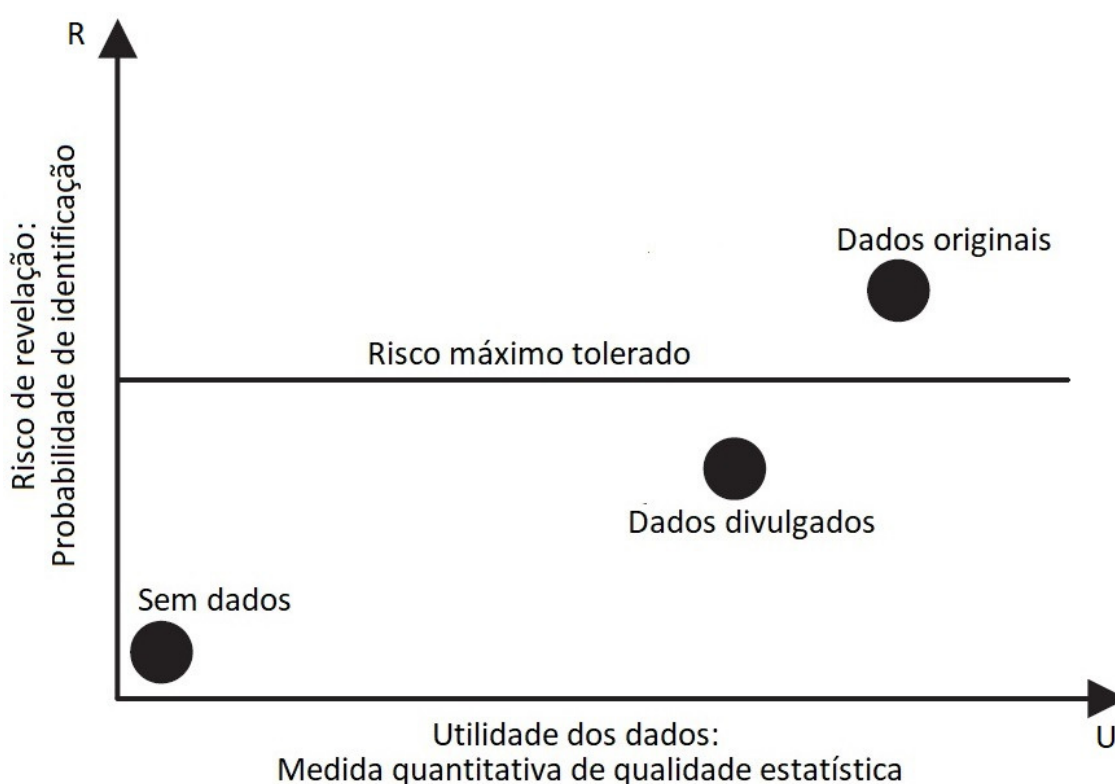 R
Risco de revelação:
Probabilidade de identificação
Dados originais
Risco máximo tolerado
Dados divulgados
Sem dados
U
Utilidade dos dados:
Medida quantitativa de qualidade estatística